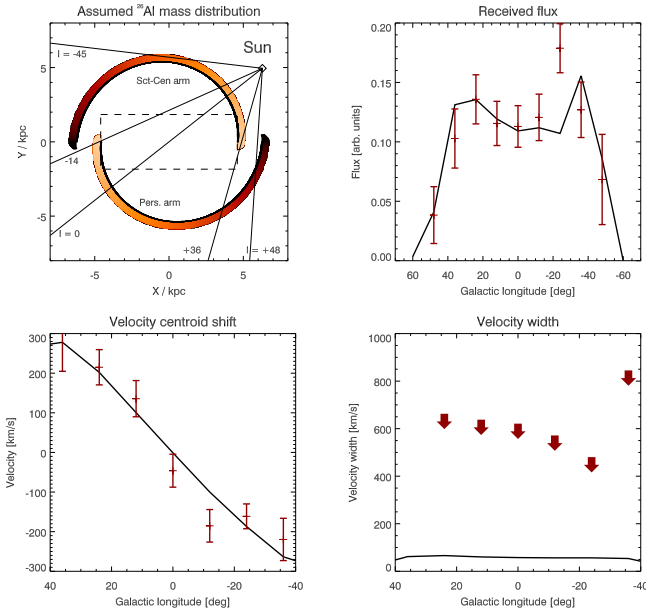 Assumed ²⁶Al mass distribution
Y / kpc
5
0
-5
l = -45
Sun
Sct-Cen arm
-14
Pers. arm
l = 0
+36
l = +48
-5
0
5
X / kpc
Received flux
Flux [arb. units]
0.20
0.15
0.10
0.05
0.00
60
40
20
0
-20
-40
-60
Galactic longitude [deg]
Velocity centroid shift
Velocity [km/s]
300
200
100
0
-100
-200
-300
40
20
0
-20
-40
Galactic longitude [deg]
Velocity width
Velocity width [km/s]
1000
800
600
400
200
0
40
20
0
-20
-40
Galactic longitude [deg]